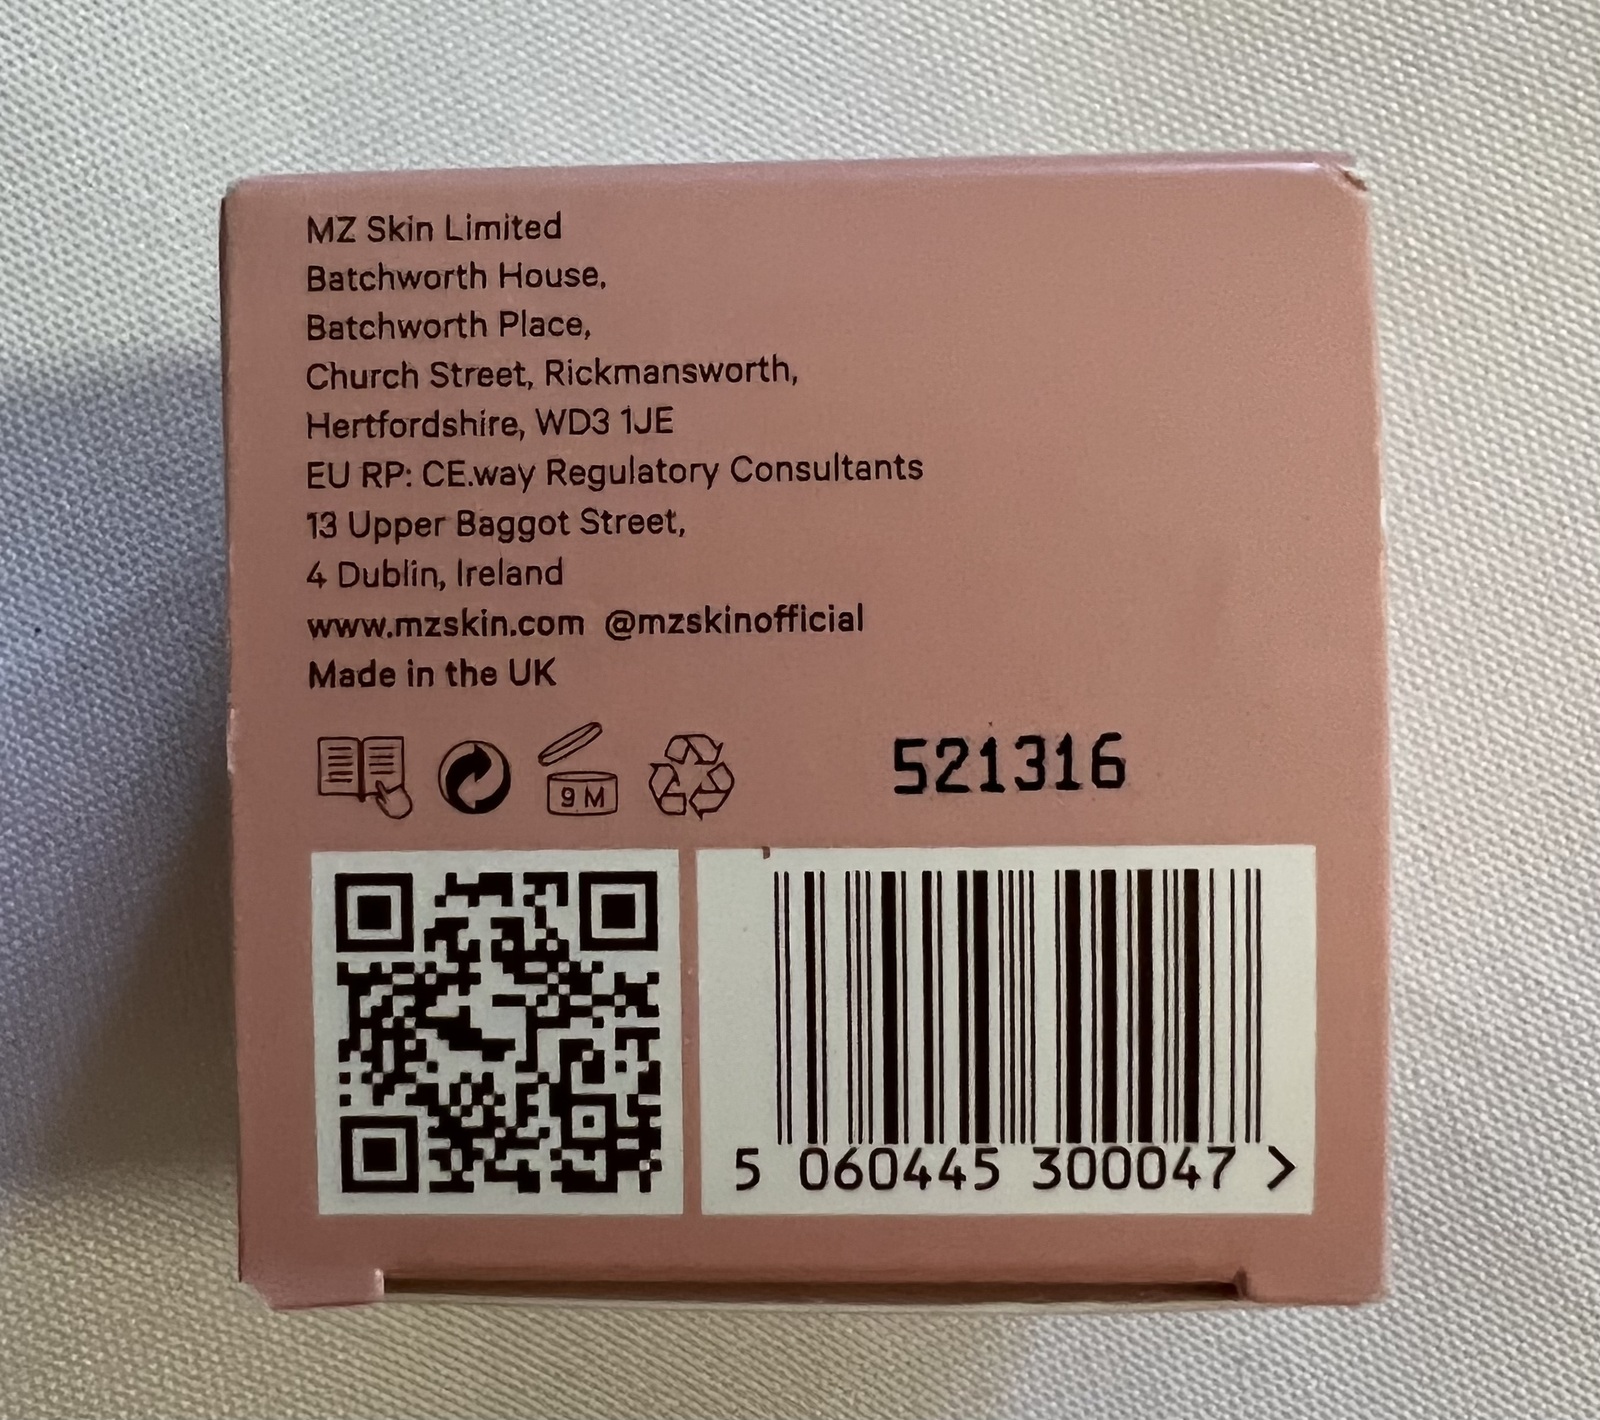 MZ Skin Limited
Batchworth House,
Batchworth Place,
Church Street, Rickmansworth,
Hertfordshire, WD3 1JE
EU RP: CE.way Regulatory Consultants
13 Upper Baggot Street,
4 Dublin, Ireland
www.mzskin.com @mzskinofficial
Made in the UK
9 M
521316
5 060445 300047 >